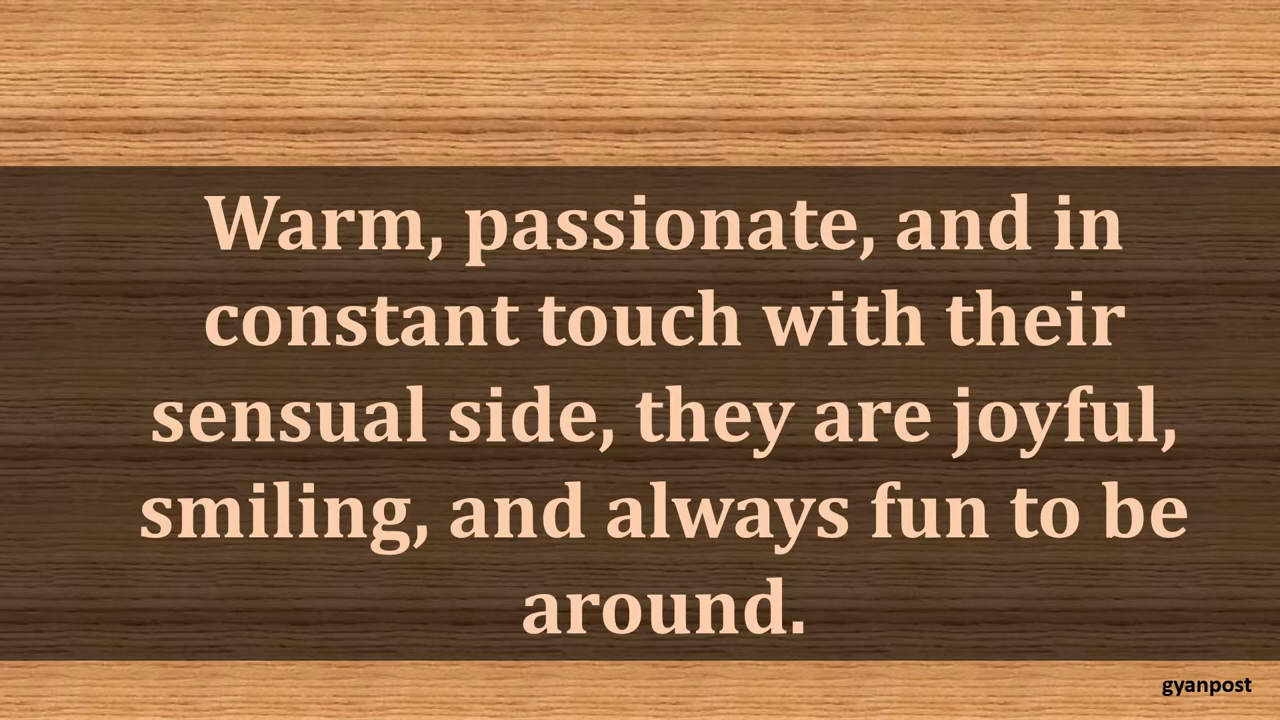 Warm, passionate, and in
constant touch with their
sensual side, they are joyful,
smiling, and always fun to be
around.
gyanpost